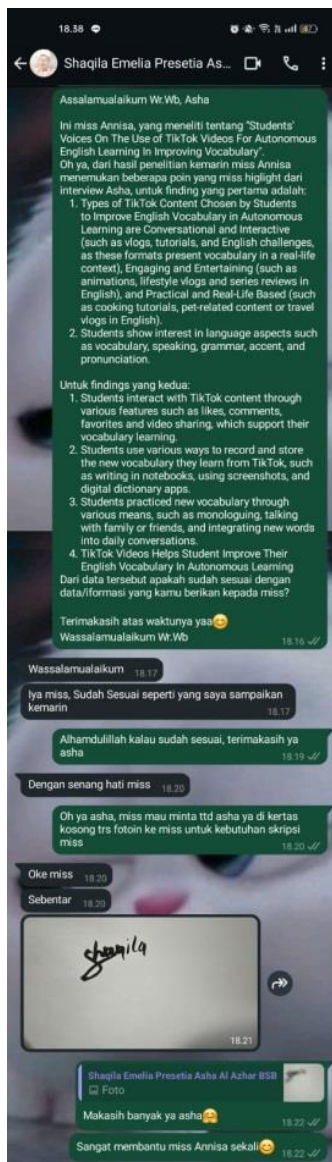 18.38
Shaqila Emelia Presetia As...
Assalamualaikum Wr.Wb, Asha
Ini miss Annisa, yang meneliti tentang "Students'
Voices On The Use of TikTok Videos For Autonomous
English Learning In Improving Vocabulary".
Oh ya, dari hasil penelitian kemarin miss Annisa
menemukan beberapa poin yang miss higlight dari
interview Asha, untuk finding yang pertama adalah:
1. Types of TikTok Content Chosen by Students
to Improve English Vocabulary in Autonomous
Learning are Conversational and Interactive
(such as vlogs, tutorials, and English challenges,
as these formats present vocabulary in a real-life
context), Engaging and Entertaining (such as
animations, lifestyle vlogs and series reviews in
English), and Practical and Real-Life Based (such
as cooking tutorials, pet-related content or travel
vlogs in English).
2. Students show interest in language aspects such
as vocabulary, speaking, grammar, accent, and
pronunciation.
Untuk findings yang kedua:
1. Students interact with TikTok content through
various features such as likes, comments,
favorites and video sharing, which support their
vocabulary learning.
2. Students use various ways to record and store
the new vocabulary they learn from TikTok, such
as writing in notebooks, using screenshots, and
digital dictionary apps.
3. Students practiced new vocabulary through
various means, such as monologuing, talking
with family or friends, and integrating new words
into daily conversations.
4. TikTok Videos Helps Student Improve Their
English Vocabulary In Autonomous Learning
Dari data tersebut apakah sudah sesuai dengan
data/iformasi yang kamu berikan kepada miss?
Terimakasih atas waktunya yaa😊
Wassalamualaikum Wr.Wb
18.16
Wassalamualaikum 18.17
Iya miss, Sudah Sesuai seperti yang saya sampaikan
kemarin
18.17
Alhamdulillah kalau sudah sesuai, terimakasih ya
asha
18.19
Dengan senang hati miss 18.20
Oh ya asha, miss mau minta ttd asha ya di kertas
kosong trs fotoin ke miss untuk kebutuhan skripsi
miss
18.20
Oke miss 18.20
Sebentar 18.20
shaqila
18.21
Shaqila Emelia Presetia Asha Al Azhar BSB
Foto
Makasih banyak ya asha🤗
18.22
Sangat membantu miss Annisa sekali😊 18.22